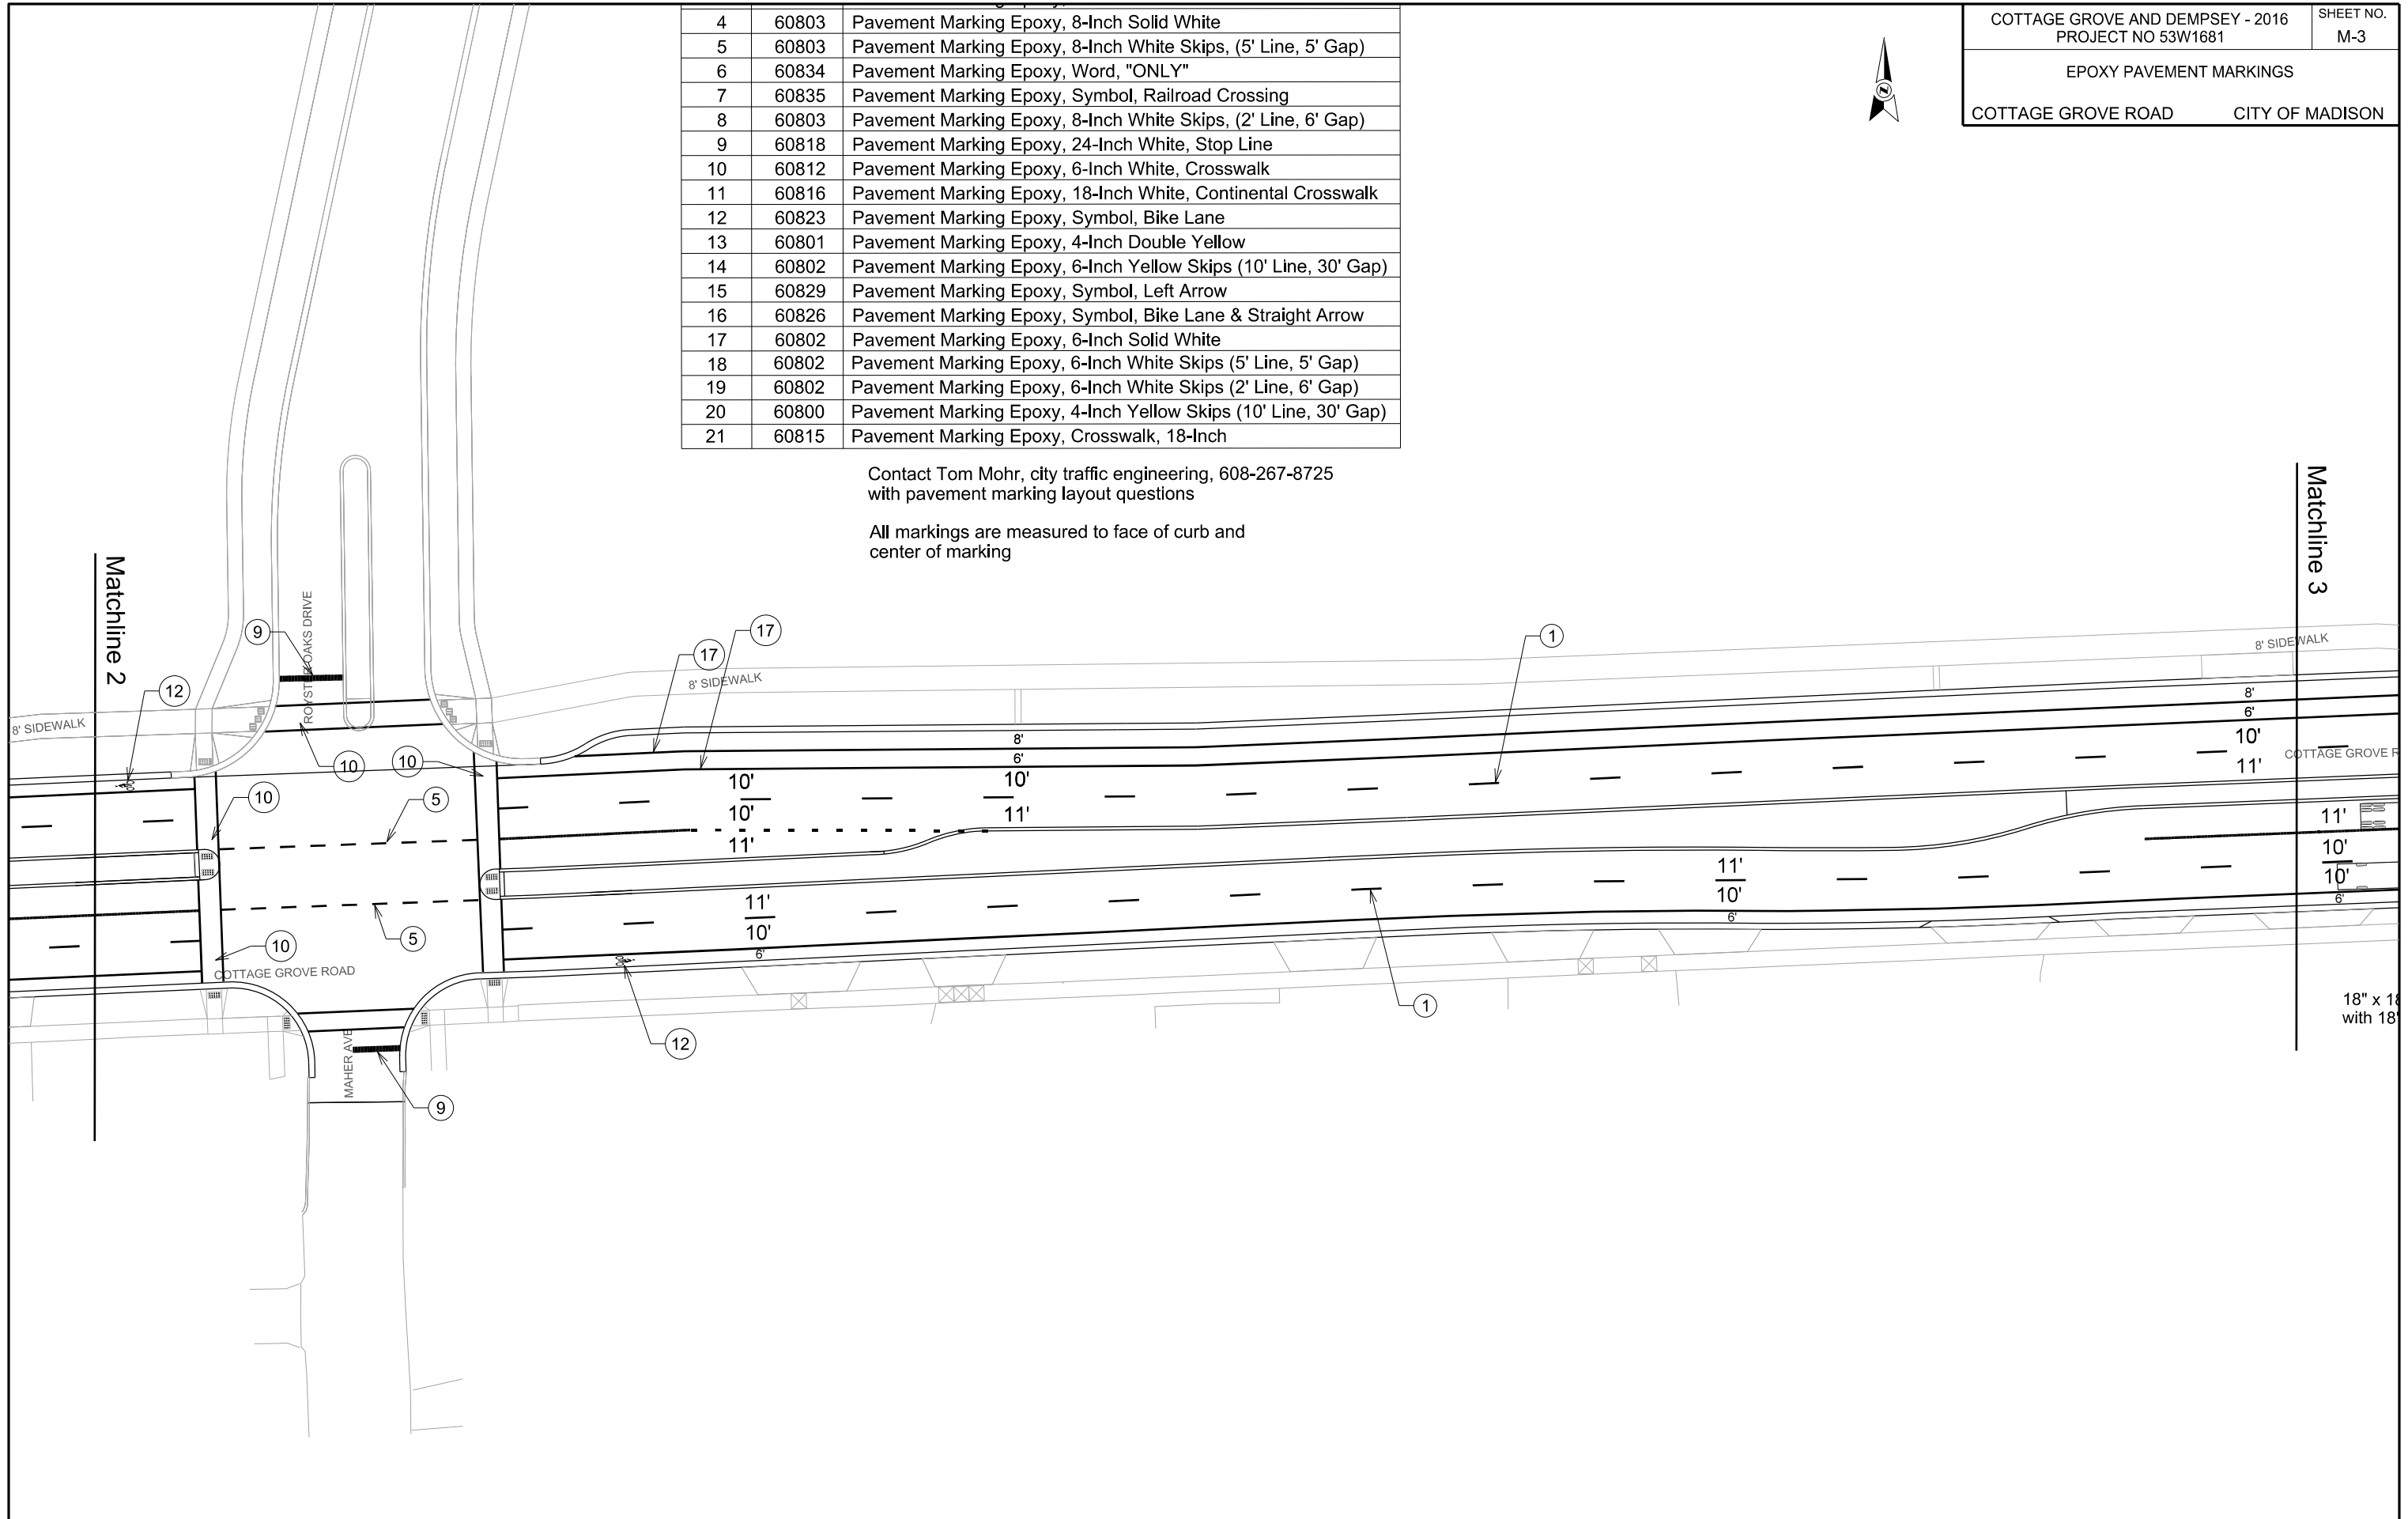 4 60803 Pavement Marking Epoxy, 8-Inch Solid White
5 60803 Pavement Marking Epoxy, 8-Inch White Skips, (5' Line, 5' Gap)
6 60834 Pavement Marking Epoxy, Word, "ONLY"
7 60835 Pavement Marking Epoxy, Symbol, Railroad Crossing
8 60803 Pavement Marking Epoxy, 8-Inch White Skips, (2' Line, 6' Gap)
9 60818 Pavement Marking Epoxy, 24-Inch White, Stop Line
10 60812 Pavement Marking Epoxy, 6-Inch White, Crosswalk
11 60816 Pavement Marking Epoxy, 18-Inch White, Continental Crosswalk
12 60823 Pavement Marking Epoxy, Symbol, Bike Lane
13 60801 Pavement Marking Epoxy, 4-Inch Double Yellow
14 60802 Pavement Marking Epoxy, 6-Inch Yellow Skips (10' Line, 30' Gap)
15 60829 Pavement Marking Epoxy, Symbol, Left Arrow
16 60826 Pavement Marking Epoxy, Symbol, Bike Lane & Straight Arrow
17 60802 Pavement Marking Epoxy, 6-Inch Solid White
18 60802 Pavement Marking Epoxy, 6-Inch White Skips (5' Line, 5' Gap)
19 60802 Pavement Marking Epoxy, 6-Inch White Skips (2' Line, 6' Gap)
20 60800 Pavement Marking Epoxy, 4-Inch Yellow Skips (10' Line, 30' Gap)
21 60815 Pavement Marking Epoxy, Crosswalk, 18-Inch
COTTAGE GROVE AND DEMPSEY - 2016
PROJECT NO 53W1681
SHEET NO.
M-3
EPOXY PAVEMENT MARKINGS
COTTAGE GROVE ROAD CITY OF MADISON
Z
Contact Tom Mohr, city traffic engineering, 608-267-8725
with pavement marking layout questions
All markings are measured to face of curb and
center of marking
Matchline 2
Matchline 3
ROYSTER OAKS DRIVE
9
17
17
1
12
8' SIDEWALK
8' SIDEWALK
8' SIDEWALK
10
10
10
5
5
10
8'
6'
10'
10'
10'
11'
11'
8'
6'
10'
11'
COTTAGE GROVE R
11'
10'
10'
6'
11'
10'
6'
11'
10'
6'
COTTAGE GROVE ROAD
MAHER AVE
12
1
9
18" x 18
with 18"